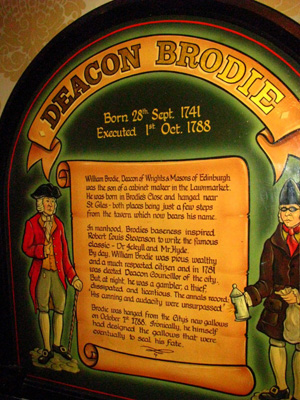 DEACON BRODIE
Born 28th Sept. 1741
Executed 1st Oct. 1788
William Brodie, Deacon of Wrights & Masons of Edinburgh
was the son of a cabinet maker in the Lawnmarket.
He was born in Brodies Close and hanged near
St Giles - both places being just a few steps
from the tavern which now bears his name.
In manhood, Brodies baseness inspired
Robert Louis Stevenson to write the famous
classic - Dr Jekyll and Mr Hyde.
By day, William Brodie was pious, wealthy
and a much respected citizen and in 1781
was elected Deacon Councillor of the city.
But, at night, he was a gambler, a thief,
dissipated, and licentious. The annals record,
'His cunning and audacity were unsurpassed.'
Brodie was hanged from the City's new gallows
on October 1st 1788. Ironically, he himself
had designed the gallows that were
eventually to seal his fate.